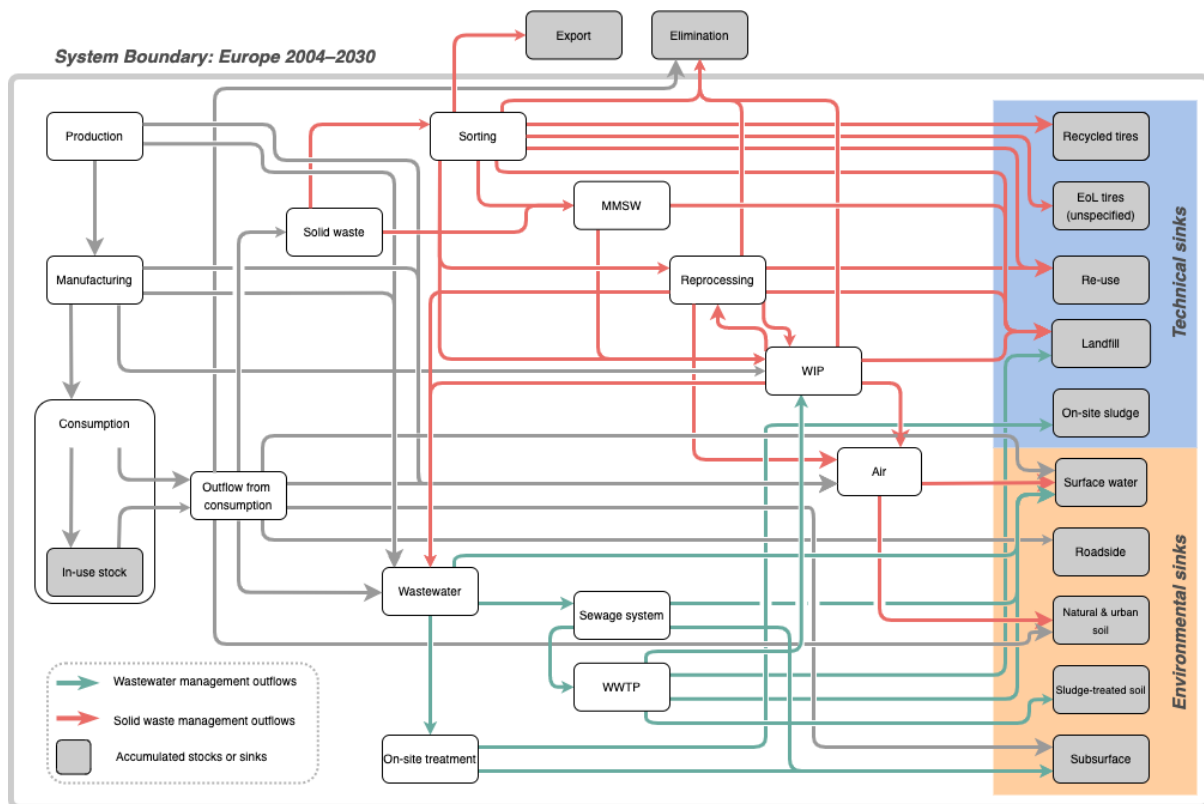 Export
Elimination
System Boundary: Europe 2004–2030
Production
Sorting
Recycled tires
MMSW
EoL tires
(unspecified)
Solid waste
Manufacturing
Reprocessing
Re-use
Technical sinks
Landfill
WIP
Consumption
On-site sludge
Air
Outflow from
consumption
Surface water
In-use stock
Roadside
Wastewater
Sewage system
Natural & urban
soil
Environmental sinks
Wastewater management outflows
WWTP
Sludge-treated soil
Solid waste management outflows
Accumulated stocks or sinks
On-site treatment
Subsurface